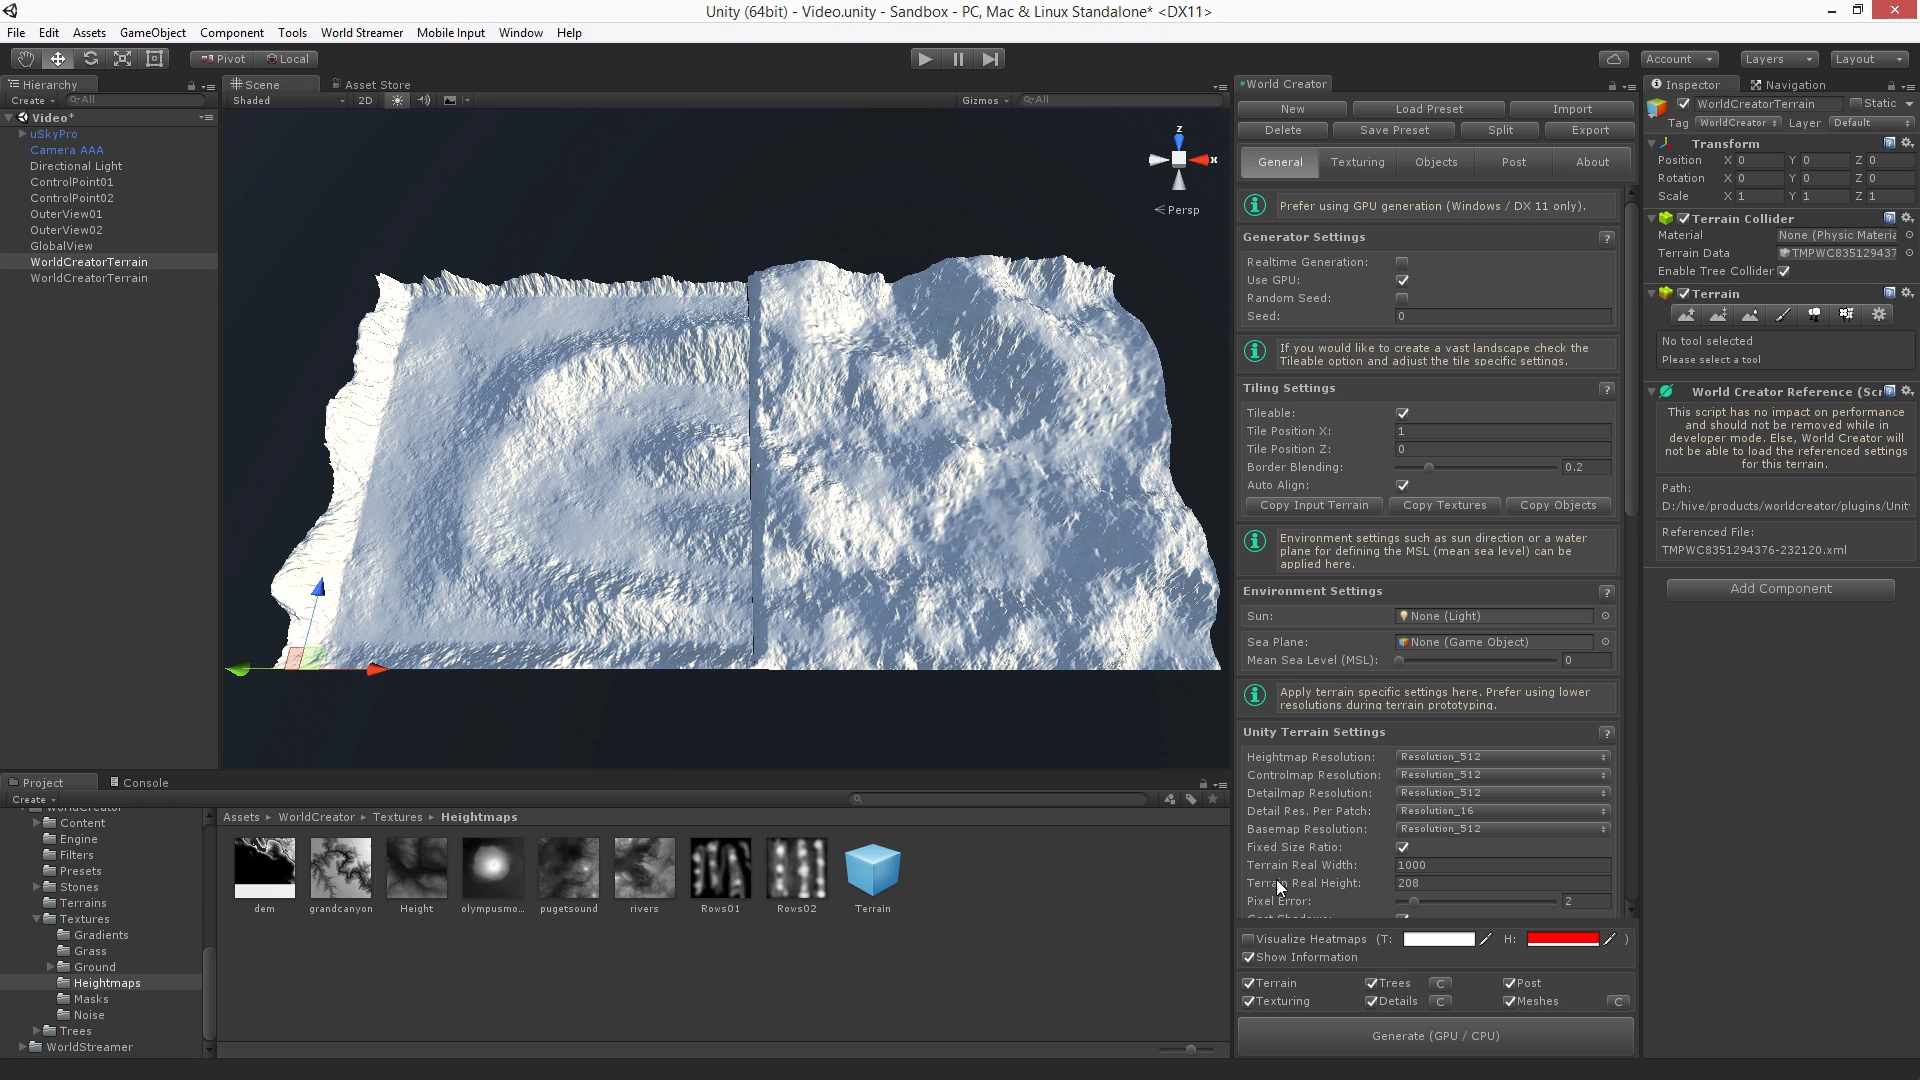 Unity (64bit) - Video.unity - Sandbox - PC, Mac & Linux Standalone* <DX11>
File Edit Assets GameObject Component Tools World Streamer Mobile Input Window Help
Pivot Local
Account Layers Layout
Hierarchy
Create All
Video*
uSkyPro
Camera AAA
Directional Light
ControlPoint01
ControlPoint02
OuterView01
OuterView02
GlobalView
WorldCreatorTerrain
WorldCreatorTerrain
Scene Asset Store
Shaded 2D Gizmos All
z
x
Persp
World Creator
New Load Preset Import
Delete Save Preset Split Export
General Texturing Objects Post About
Prefer using GPU generation (Windows / DX 11 only).
Generator Settings
Realtime Generation:
Use GPU:
Random Seed:
Seed: 0
If you would like to create a vast landscape check the
Tileable option and adjust the tile specific settings.
Tiling Settings
Tileable:
Tile Position X: 1
Tile Position Z: 0
Border Blending: 0.2
Auto Align:
Copy Input Terrain Copy Textures Copy Objects
Environment settings such as sun direction or a water
plane for defining the MSL (mean sea level) can be
applied here.
Environment Settings
Sun: None (Light)
Sea Plane: None (Game Object)
Mean Sea Level (MSL): 0
Apply terrain specific settings here. Prefer using lower
resolutions during terrain prototyping.
Unity Terrain Settings
Heightmap Resolution: Resolution_512
Controlmap Resolution: Resolution_512
Detailmap Resolution: Resolution_512
Detail Res. Per Patch: Resolution_16
Basemap Resolution: Resolution_512
Fixed Size Ratio:
Terrain Real Width: 1000
Terrain Real Height: 208
Pixel Error: 2
Cast Shadows:
Visualize Heatmaps (T: H: )
Show Information
Terrain Trees C Post
Texturing Details C Meshes C
Generate (GPU / CPU)
Inspector Navigation
WorldCreatorTerrain Static
Tag WorldCreator Layer Default
Transform
Position X 0 Y 0 Z 0
Rotation X 0 Y 0 Z 0
Scale X 1 Y 1 Z 1
Terrain Collider
Material None (Physic Materia
Terrain Data TMPWC835129437
Enable Tree Collider
Terrain
No tool selected
Please select a tool
World Creator Reference (Scr
This script has no impact on performance
and should not be removed while in
developer mode. Else, World Creator will
not be able to load the referenced settings
for this terrain.
Path:
D:/hive/products/worldcreator/plugins/Unit
Referenced File:
TMPWC8351294376-232120.xml
Add Component
Project Console
Create
WorldCreator
Content
Engine
Filters
Presets
Stones
Terrains
Textures
Gradients
Grass
Ground
Heightmaps
Masks
Noise
Trees
WorldStreamer
Assets WorldCreator Textures Heightmaps
dem grandcanyon Height olympusmo... pugetsound rivers Rows01 Rows02 Terrain